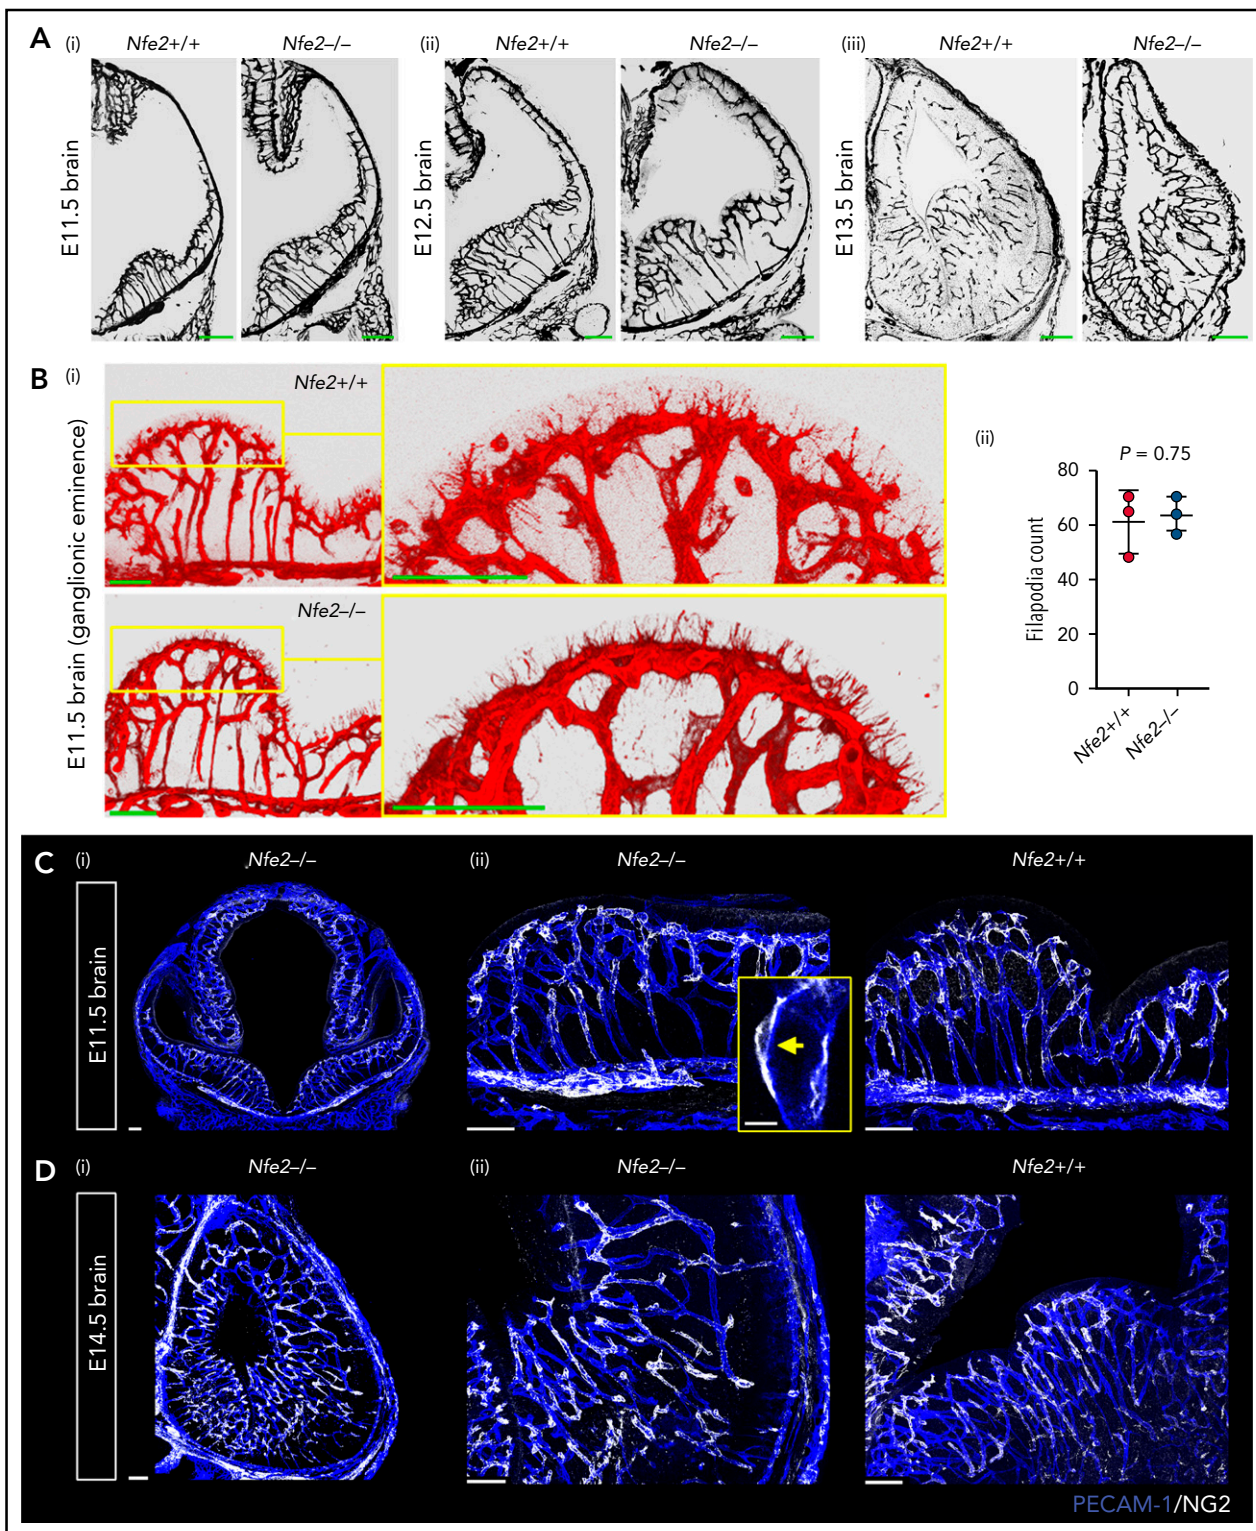 A (i) Nfe2+/+ Nfe2–/– (ii) Nfe2+/+ Nfe2–/– (iii) Nfe2+/+ Nfe2–/–
E11.5 brain
E12.5 brain
E13.5 brain
B (i) Nfe2+/+
Nfe2–/–
E11.5 brain (ganglionic eminence)
(ii)
P = 0.75
80
60
40
20
0
Filapodia count
Nfe2+/+
Nfe2–/–
C (i) Nfe2–/– (ii) Nfe2–/– Nfe2+/+
E11.5 brain
D (i) Nfe2–/– (ii) Nfe2–/– Nfe2+/+
E14.5 brain
PECAM-1/NG2